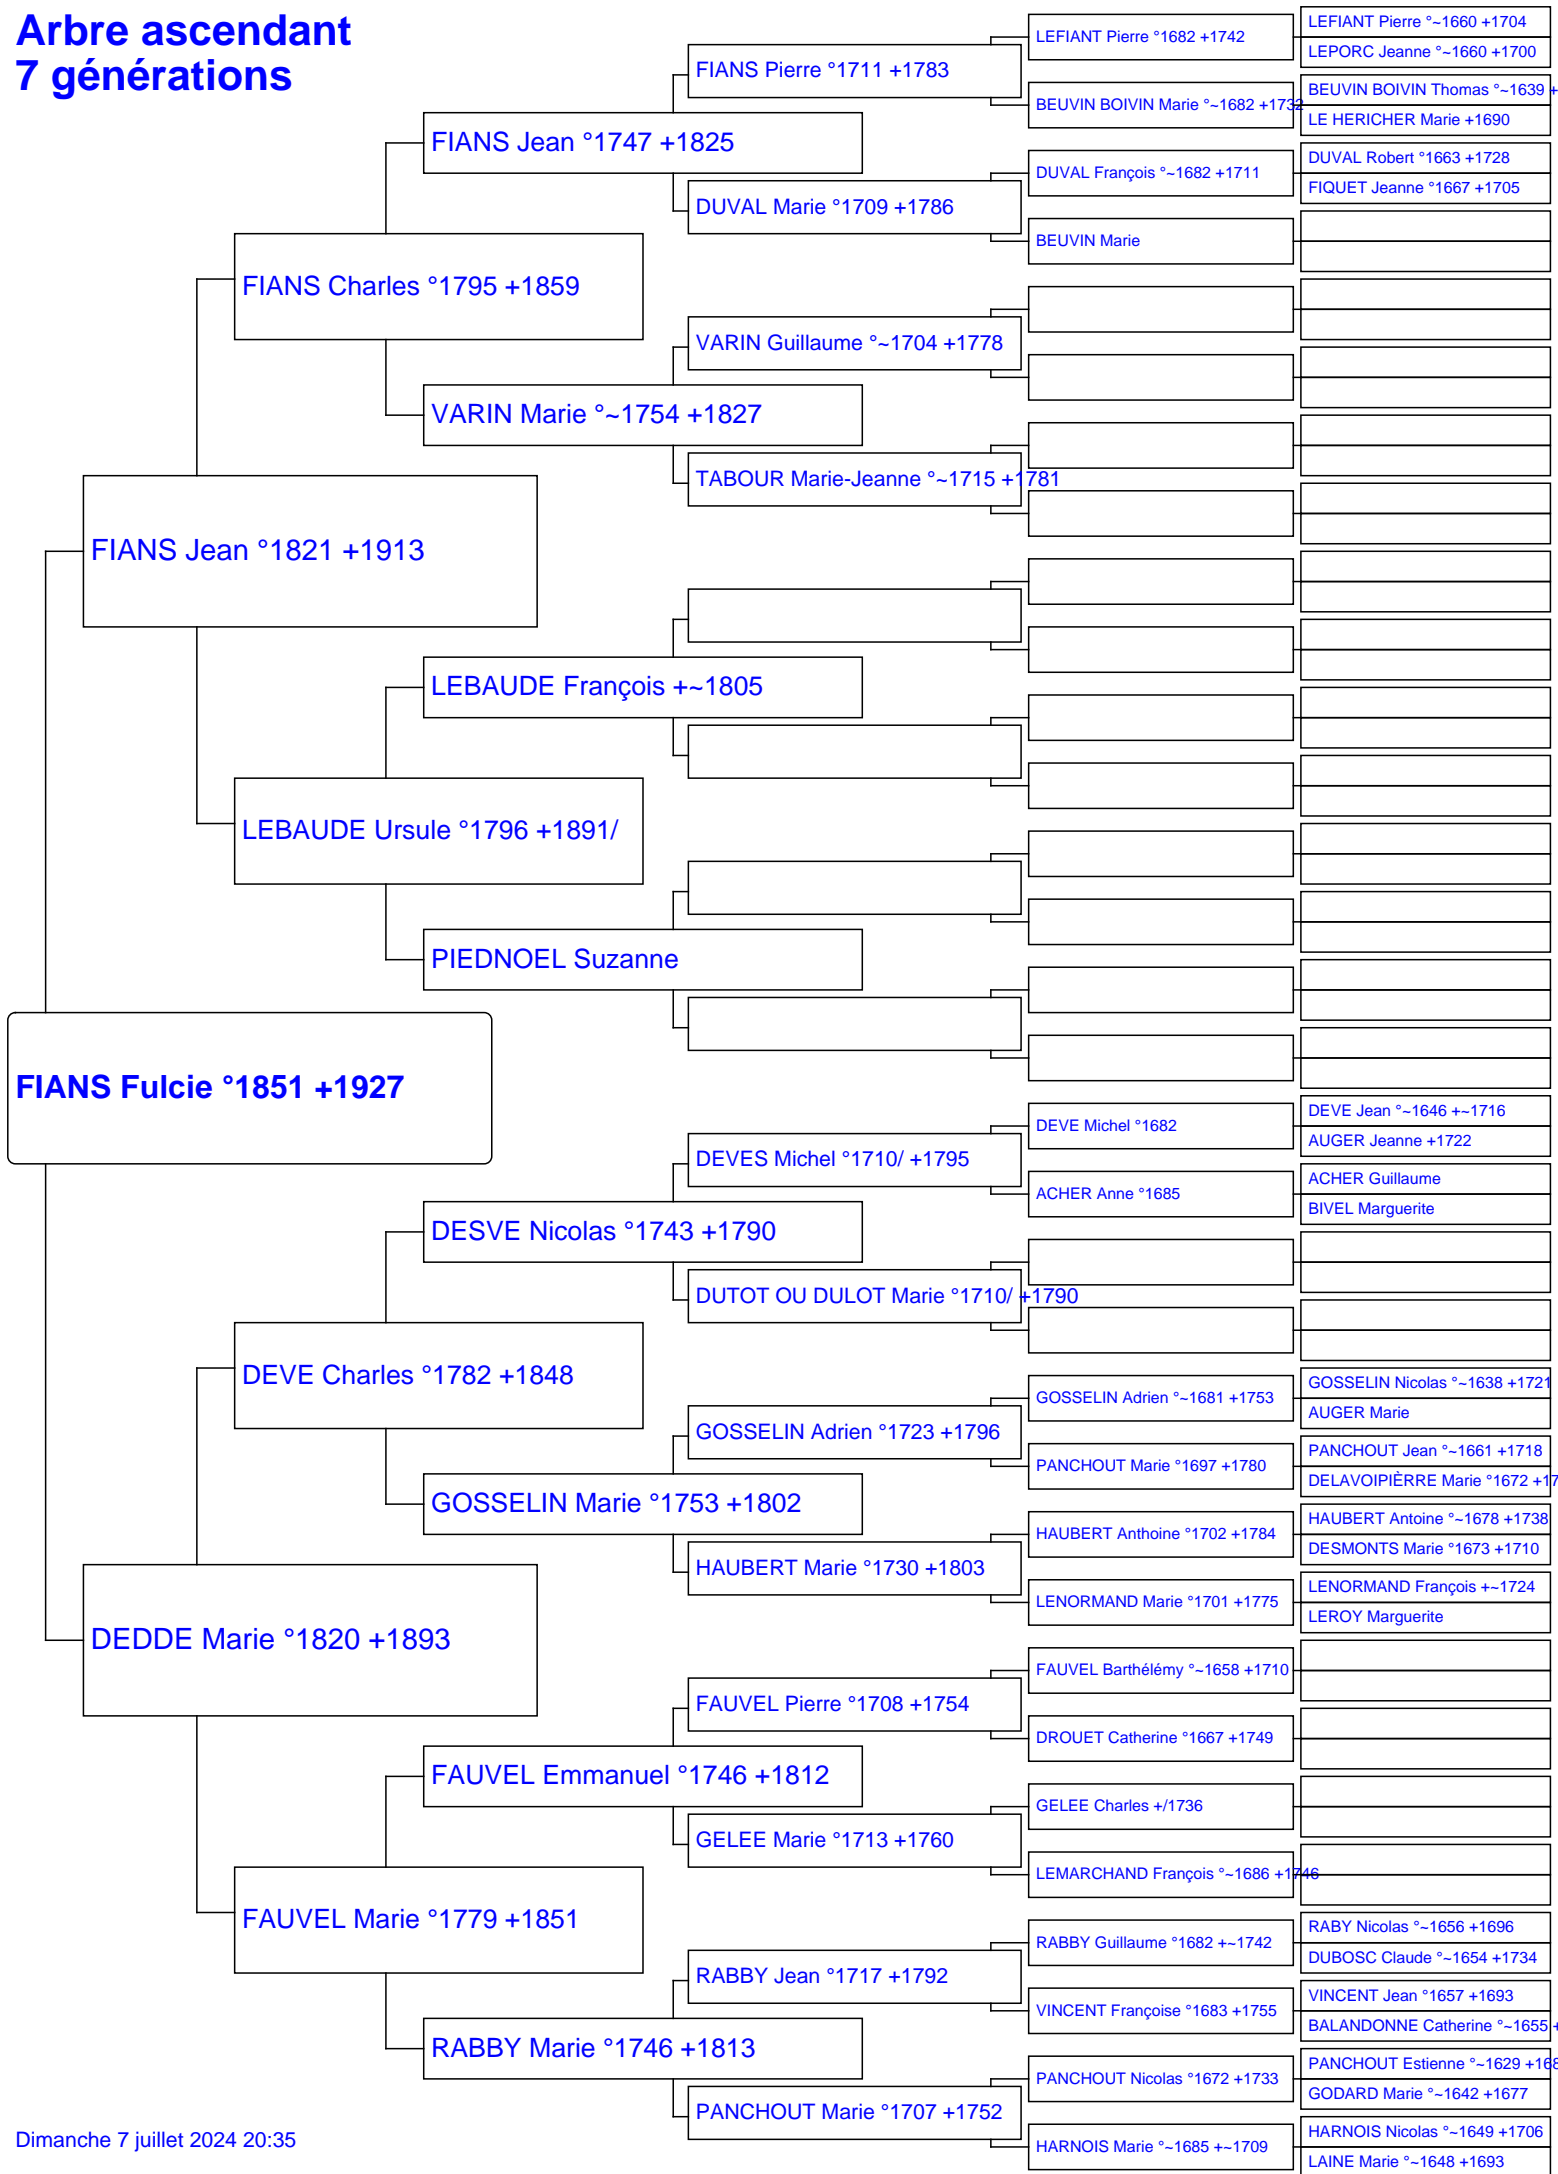 Arbre ascendant
7 générations
FIANS Fulcie °1851 +1927
FIANS Jean °1821 +1913
DEDDE Marie °1820 +1893
FIANS Charles °1795 +1859
LEBAUDE Ursule °1796 +1891/
DEVE Charles °1782 +1848
FAUVEL Marie °1779 +1851
FIANS Jean °1747 +1825
VARIN Marie °~1754 +1827
LEBAUDE François +~1805
PIEDNOEL Suzanne
DESVE Nicolas °1743 +1790
GOSSELIN Marie °1753 +1802
FAUVEL Emmanuel °1746 +1812
RABBY Marie °1746 +1813
FIANS Pierre °1711 +1783
DUVAL Marie °1709 +1786
VARIN Guillaume °~1704 +1778
TABOUR Marie-Jeanne °~1715 +1781
DEVES Michel °1710/ +1795
DUTOT OU DULOT Marie °1710/ +1790
GOSSELIN Adrien °1723 +1796
HAUBERT Marie °1730 +1803
FAUVEL Pierre °1708 +1754
GELEE Marie °1713 +1760
RABBY Jean °1717 +1792
PANCHOUT Marie °1707 +1752
LEFIANT Pierre °1682 +1742
BEUVIN BOIVIN Marie °~1682 +1732
DUVAL François °~1682 +1711
BEUVIN Marie
DEVE Michel °1682
ACHER Anne °1685
GOSSELIN Adrien °~1681 +1753
PANCHOUT Marie °1697 +1780
HAUBERT Anthoine °1702 +1784
LENORMAND Marie °1701 +1775
FAUVEL Barthélémy °~1658 +1710
DROUET Catherine °1667 +1749
GELEE Charles +/1736
LEMARCHAND François °~1686 +1746
RABBY Guillaume °1682 +~1742
VINCENT Françoise °1683 +1755
PANCHOUT Nicolas °1672 +1733
HARNOIS Marie °~1685 +~1709
LEFIANT Pierre °~1660 +1704
LEPORC Jeanne °~1660 +1700
BEUVIN BOIVIN Thomas °~1639 +
LE HERICHER Marie +1690
DUVAL Robert °1663 +1728
FIQUET Jeanne °1667 +1705
DEVE Jean °~1646 +~1716
AUGER Jeanne +1722
ACHER Guillaume
BIVEL Marguerite
GOSSELIN Nicolas °~1638 +1721
AUGER Marie
PANCHOUT Jean °~1661 +1718
DELAVOIPIÈRRE Marie °1672 +17
HAUBERT Antoine °~1678 +1738
DESMONTS Marie °1673 +1710
LENORMAND François +~1724
LEROY Marguerite
RABY Nicolas °~1656 +1696
DUBOSC Claude °~1654 +1734
VINCENT Jean °1657 +1693
BALANDONNE Catherine °~1655 +
PANCHOUT Estienne °~1629 +168
GODARD Marie °~1642 +1677
HARNOIS Nicolas °~1649 +1706
LAINE Marie °~1648 +1693
Dimanche 7 juillet 2024 20:35